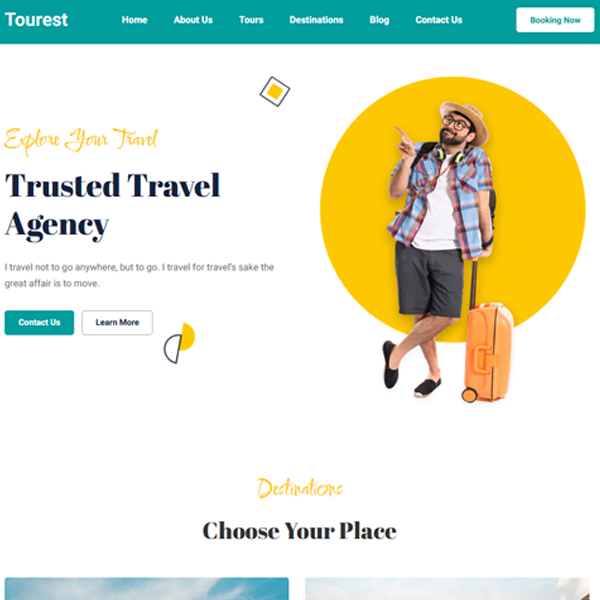 Tourest Home About Us Tours Destinations Blog Contact Us Booking Now
Explore Your Travel
Trusted Travel
Agency
I travel not to go anywhere, but to go. I travel for travel's sake the
great affair is to move.
Contact Us Learn More
Destinations
Choose Your Place